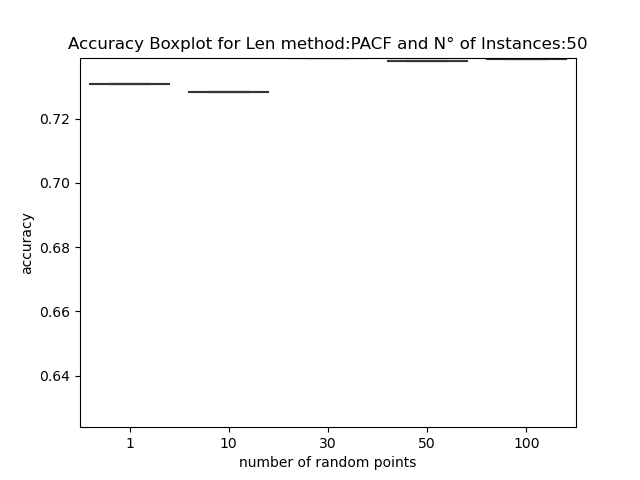 Accuracy Boxplot for Len method:PACF and N° of Instances:50
accuracy
0.72
0.70
0.68
0.66
0.64
1 10 30 50 100
number of random points